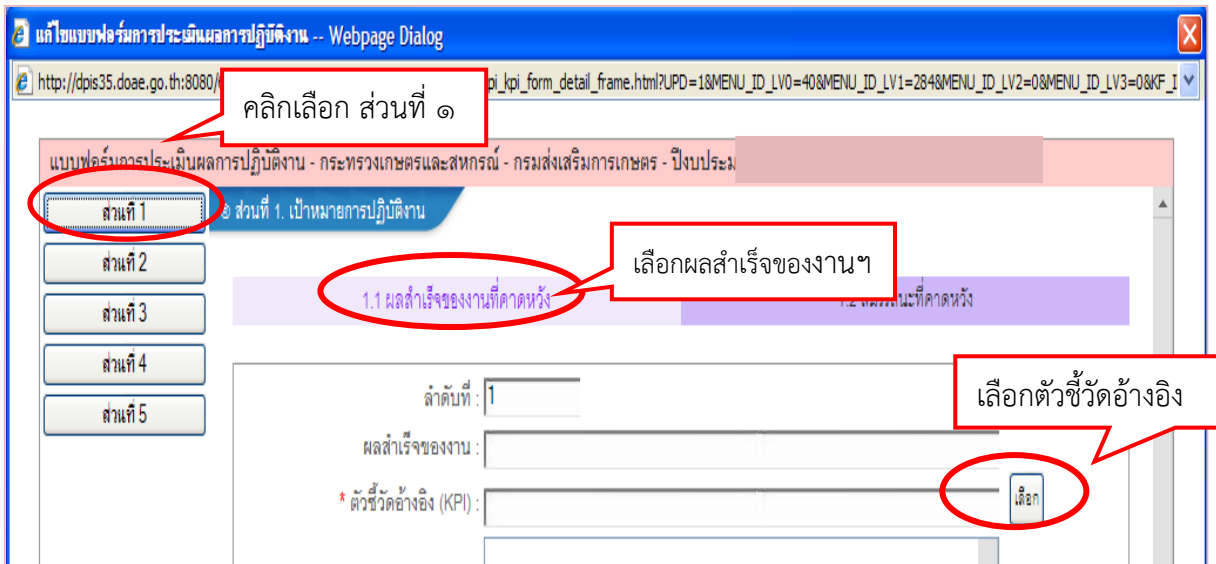 แก้ไขแบบฟอร์มการประเมินผลการปฏิบัติงาน -- Webpage Dialog
http://dpis35.doae.go.th:8080/ pi_kpi_form_detail_frame.html?UPD=1&MENU_ID_LV0=40&MENU_ID_LV1=284&MENU_ID_LV2=0&MENU_ID_LV3=0&KF_I
คลิกเลือก ส่วนที่ ๑
แบบฟอร์มการประเมินผลการปฏิบัติงาน - กระทรวงเกษตรและสหกรณ์ - กรมส่งเสริมการเกษตร - ปีงบประม
ส่วนที่ 1
ส่วนที่ 1. เป้าหมายการปฏิบัติงาน
ส่วนที่ 2
เลือกผลสำเร็จของงานฯ
1.1 ผลสำเร็จของงานที่คาดหวัง
1.2 สมรรถนะที่คาดหวัง
ส่วนที่ 3
ส่วนที่ 4
ส่วนที่ 5
ลำดับที่ : 1
เลือกตัวชี้วัดอ้างอิง
ผลสำเร็จของงาน :
* ตัวชี้วัดอ้างอิง (KPI) :
เลือก